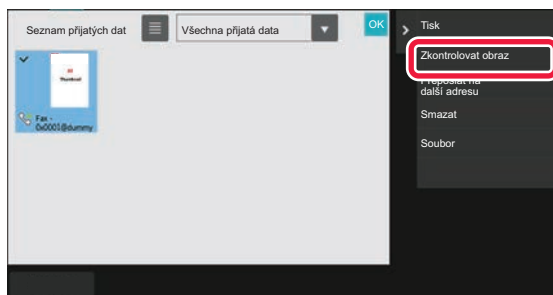 Seznam přijatých dat
Všechna přijatá data
OK
Thumbnail
Fax -
0x0001@dummy
Tisk
Zkontrolovat obraz
Přeposlat na
další adresu
Smazat
Soubor